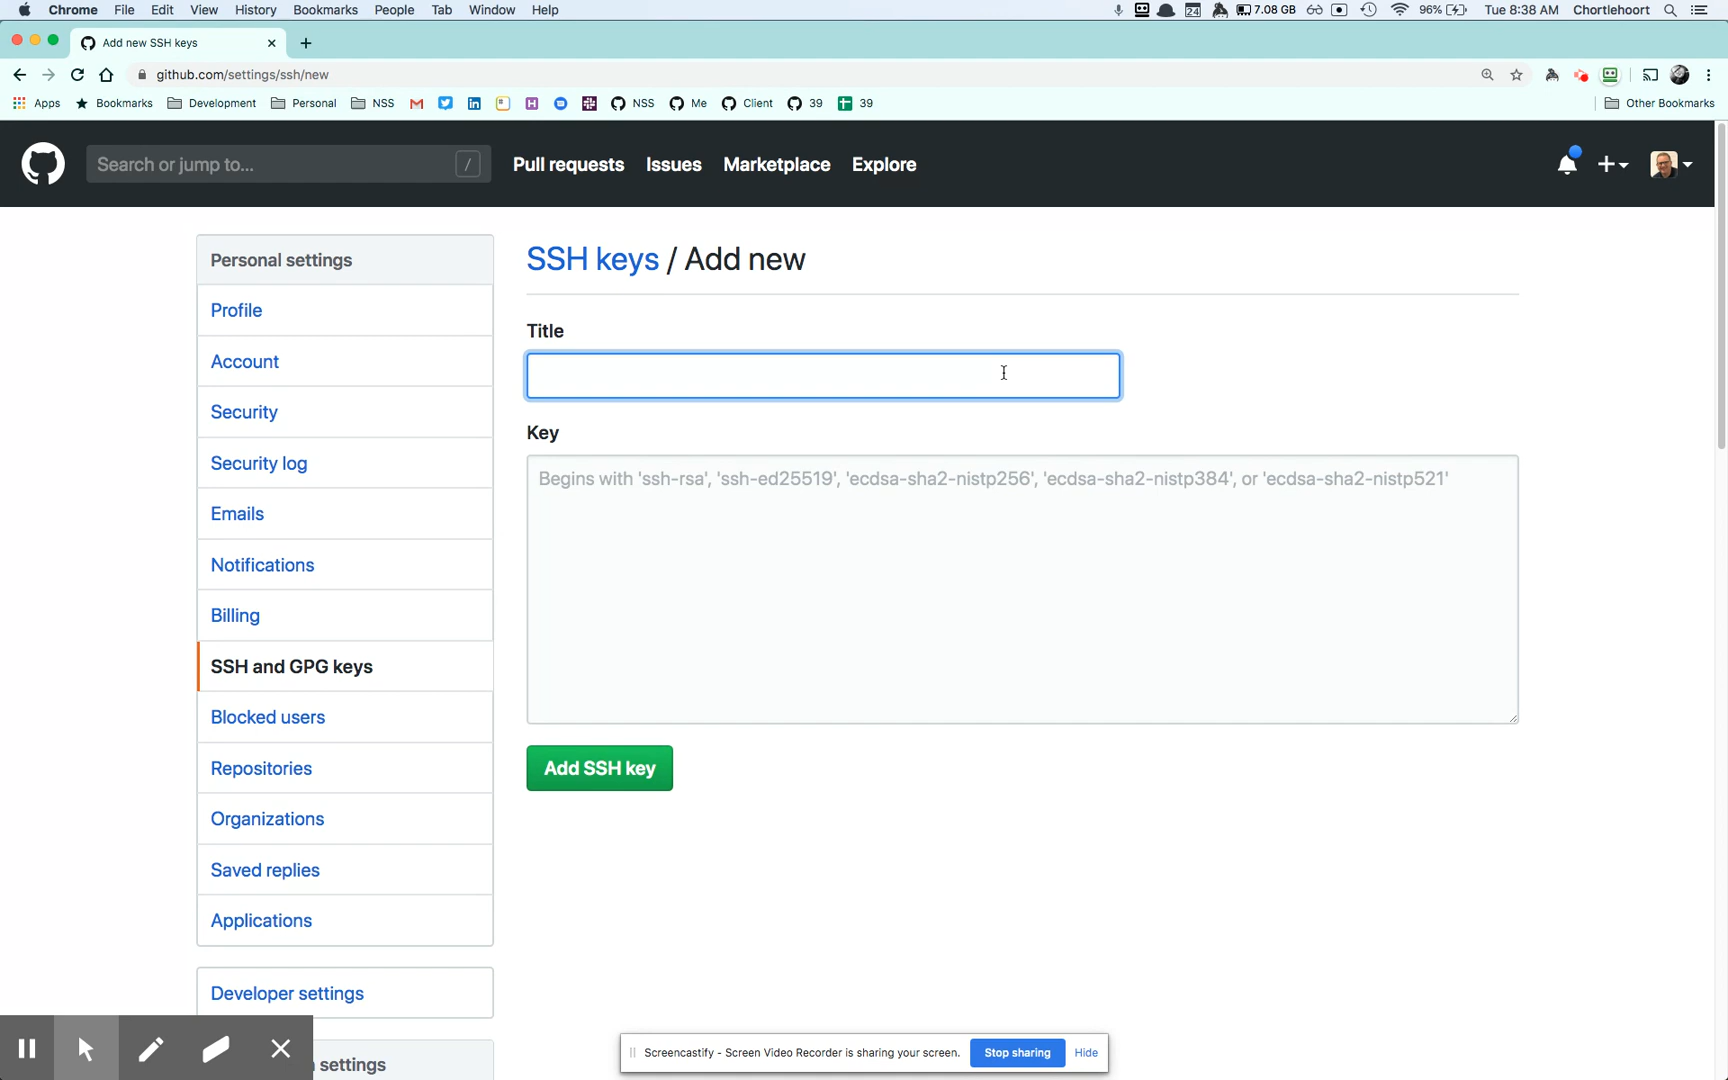 Chrome File Edit View History Bookmarks People Tab Window Help 24 7.08 GB 96% Tue 8:38 AM Chortlehoort
Add new SSH keys
github.com/settings/ssh/new
Apps Bookmarks Development Personal NSS NSS Me Client 39 39 Other Bookmarks
Search or jump to... / Pull requests Issues Marketplace Explore
Personal settings
Profile
Account
Security
Security log
Emails
Notifications
Billing
SSH and GPG keys
Blocked users
Repositories
Organizations
Saved replies
Applications
Developer settings
settings
SSH keys / Add new
Title
Key
Begins with 'ssh-rsa', 'ssh-ed25519', 'ecdsa-sha2-nistp256', 'ecdsa-sha2-nistp384', or 'ecdsa-sha2-nistp521'
Add SSH key
Screencastify - Screen Video Recorder is sharing your screen. Stop sharing Hide